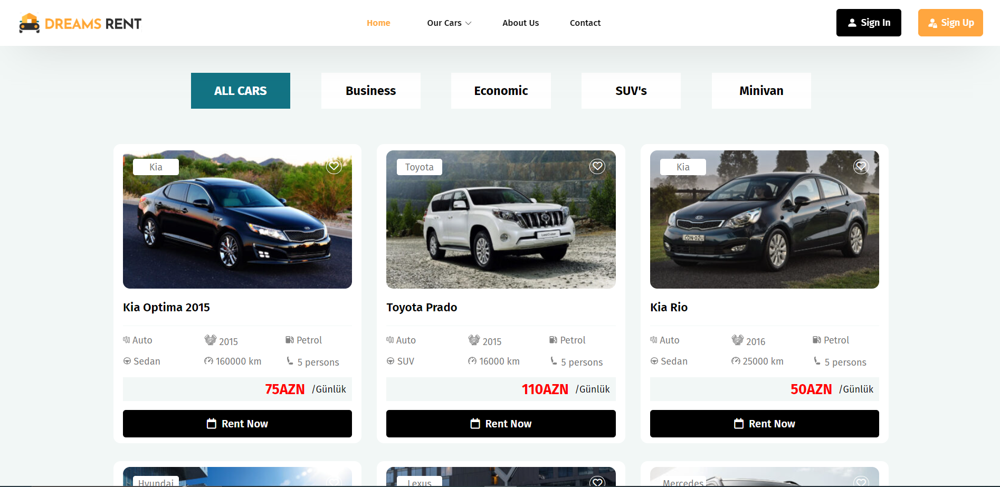 DREAMS RENT
Home
Our Cars
About Us
Contact
Sign In
Sign Up
ALL CARS
Business
Economic
SUV's
Minivan
Kia
Kia Optima 2015
Auto
2015
Petrol
Sedan
160000 km
5 persons
75AZN /Günlük
Rent Now
Toyota
LandCruiser
Toyota Prado
Auto
2015
Petrol
SUV
16000 km
5 persons
110AZN /Günlük
Rent Now
Kia
Kia Rio
Auto
2016
Petrol
Sedan
25000 km
5 persons
50AZN /Günlük
Rent Now
Hyundai
Lexus
Mercedes